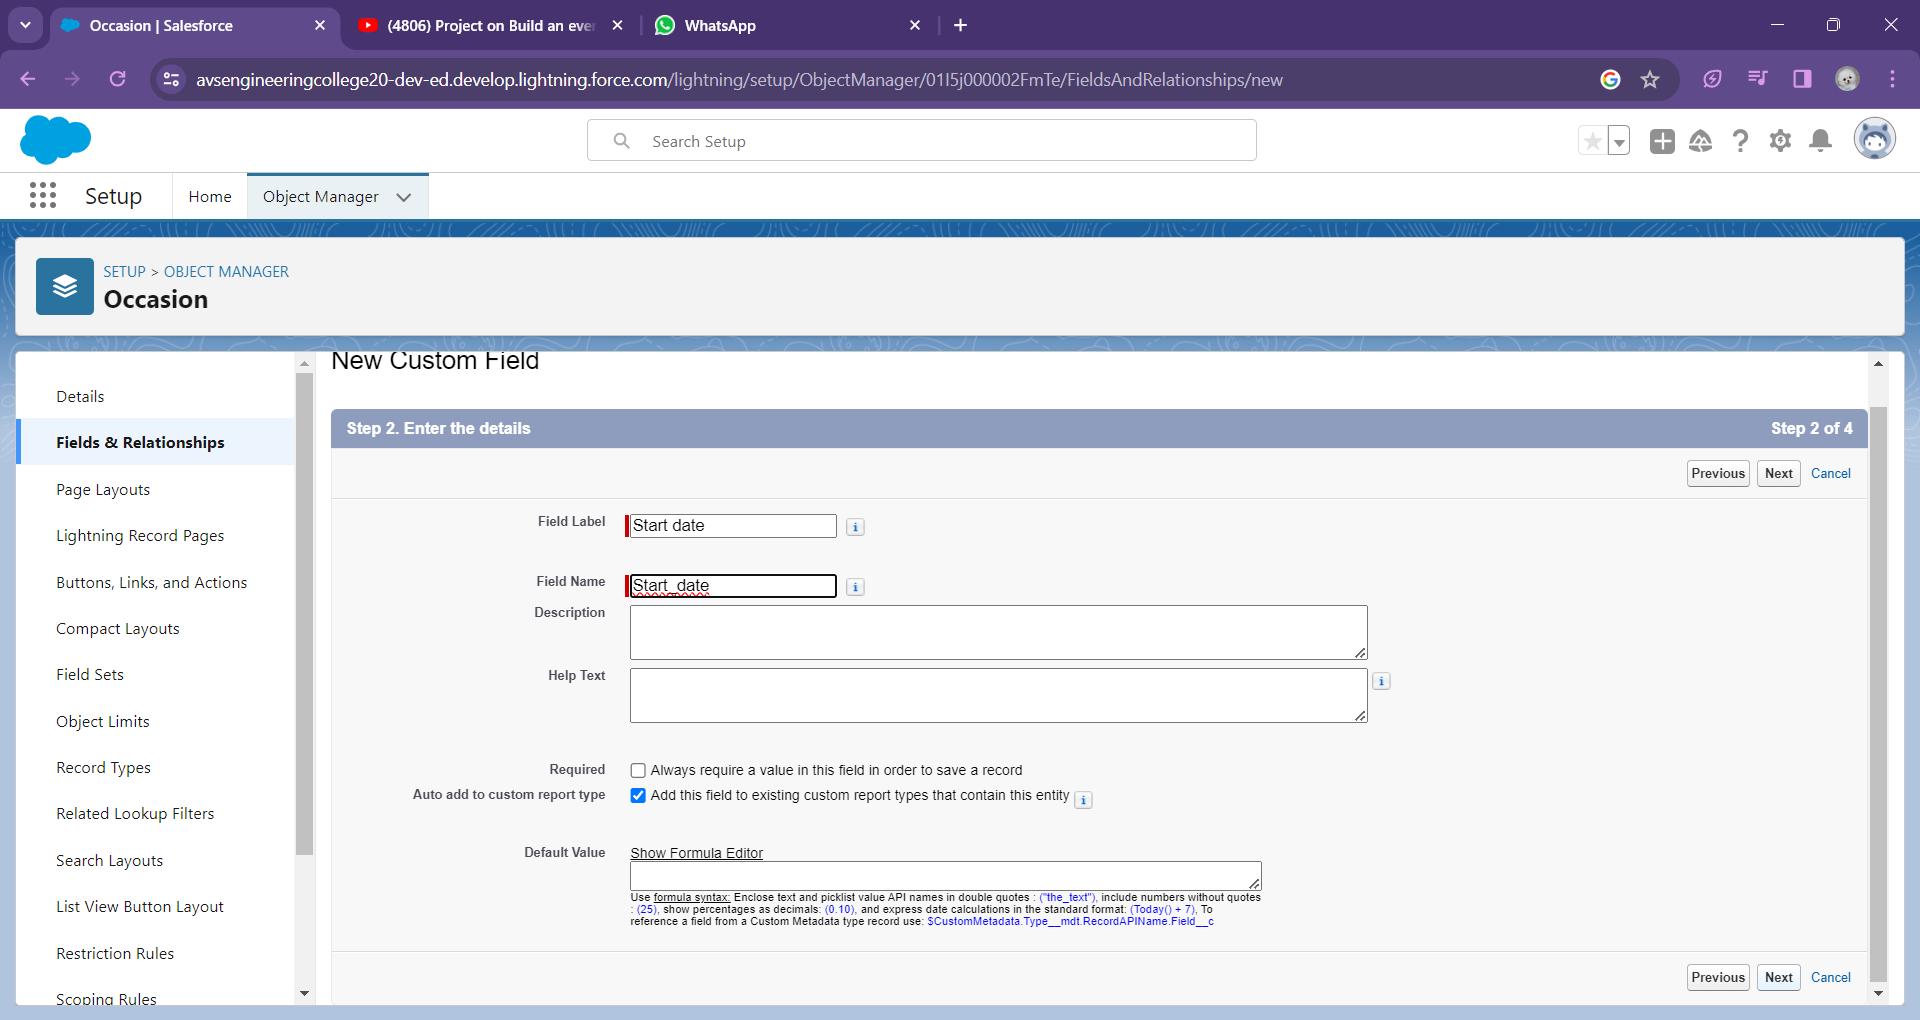 Occasion | Salesforce
(4806) Project on Build an eve
WhatsApp
avsengineeringcollege20-dev-ed.develop.lightning.force.com/lightning/setup/ObjectManager/01I5j000002FmTe/FieldsAndRelationships/new
Search Setup
Setup
Home
Object Manager
SETUP > OBJECT MANAGER
Occasion
Details
Fields & Relationships
Page Layouts
Lightning Record Pages
Buttons, Links, and Actions
Compact Layouts
Field Sets
Object Limits
Record Types
Related Lookup Filters
Search Layouts
List View Button Layout
Restriction Rules
Scoping Rules
New Custom Field
Step 2. Enter the details
Step 2 of 4
Previous
Next
Cancel
Field Label
Start date
Field Name
Start_date
Description
Help Text
Required
Always require a value in this field in order to save a record
Auto add to custom report type
Add this field to existing custom report types that contain this entity
Default Value
Show Formula Editor
Use formula syntax: Enclose text and picklist value API names in double quotes : ("the_text"), include numbers without quotes
: (25), show percentages as decimals: (0.10), and express date calculations in the standard format: (Today() + 7), To
reference a field from a Custom Metadata type record use: $CustomMetadata.Type__mdt.RecordAPIName.Field__c
Previous
Next
Cancel